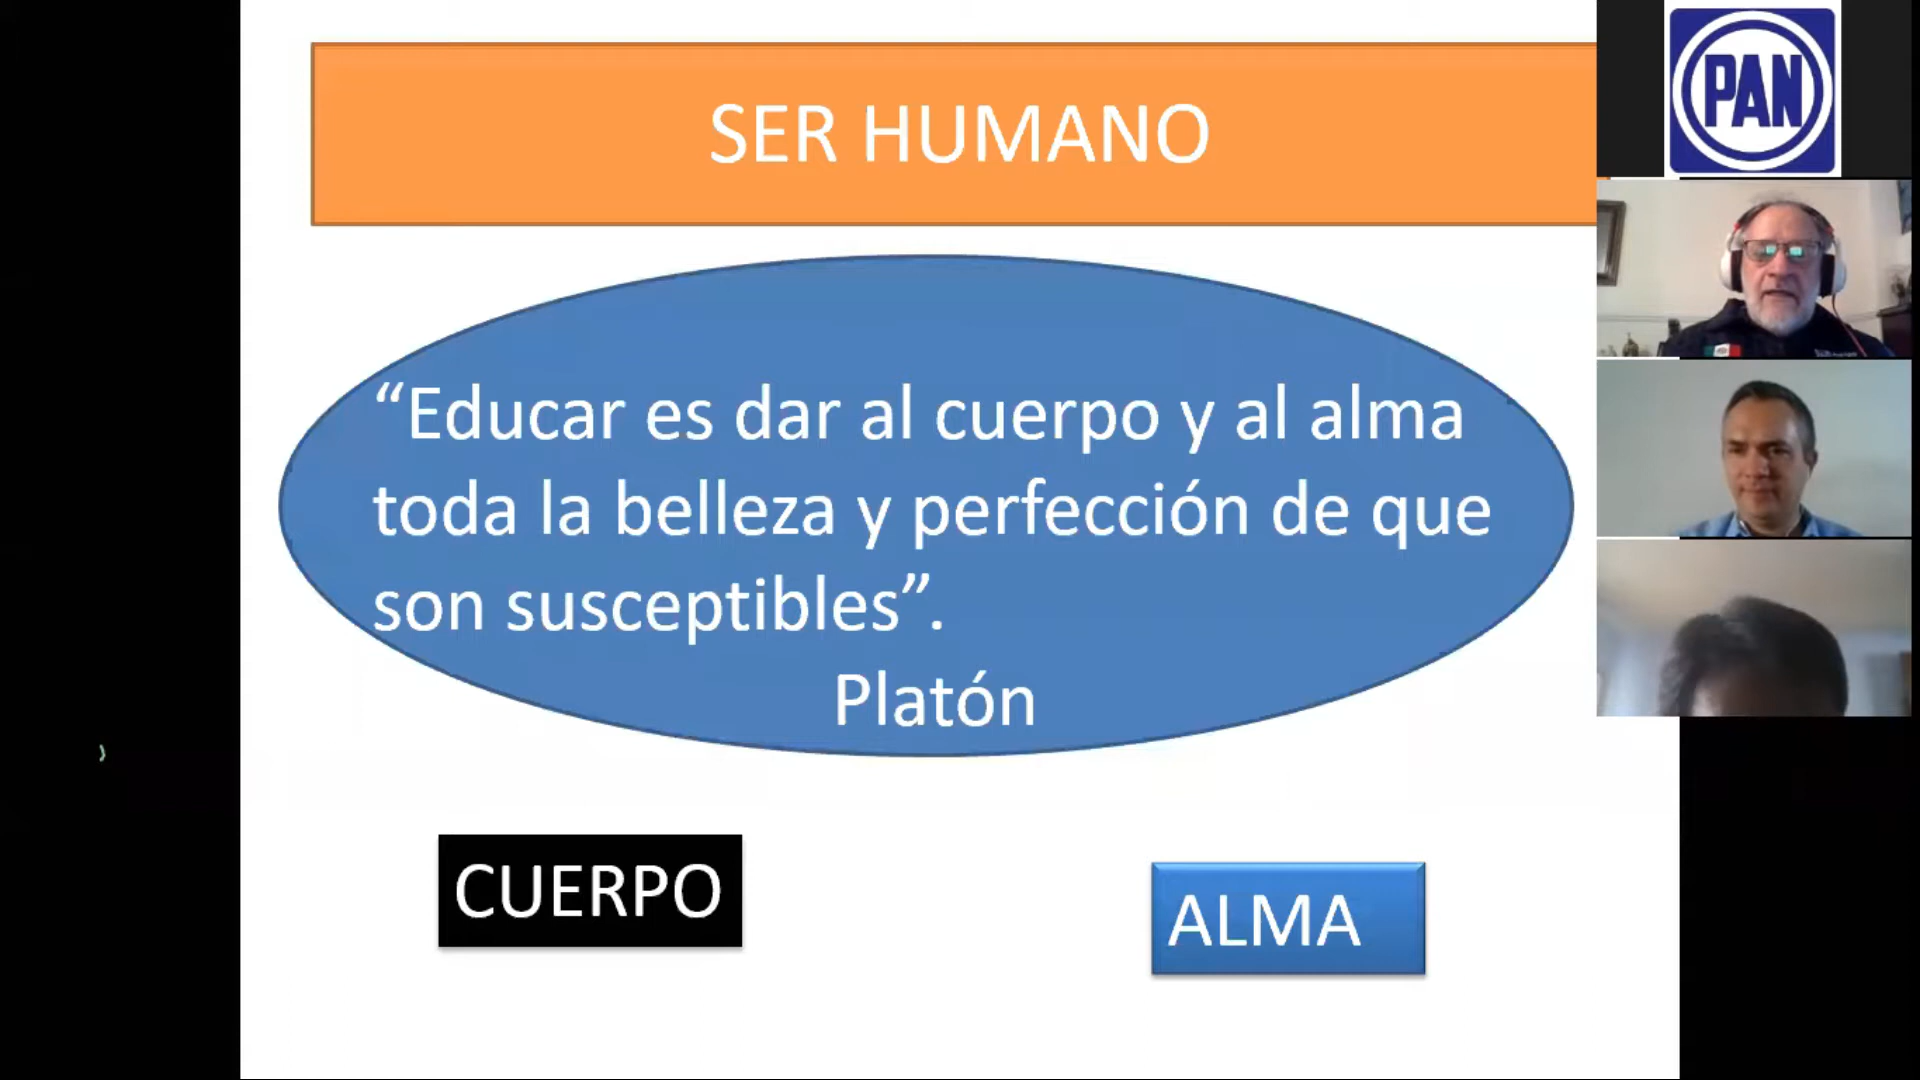 SER HUMANO
PAN
“Educar es dar al cuerpo y al alma
toda la belleza y perfección de que
son susceptibles”.
Platón
CUERPO
ALMA